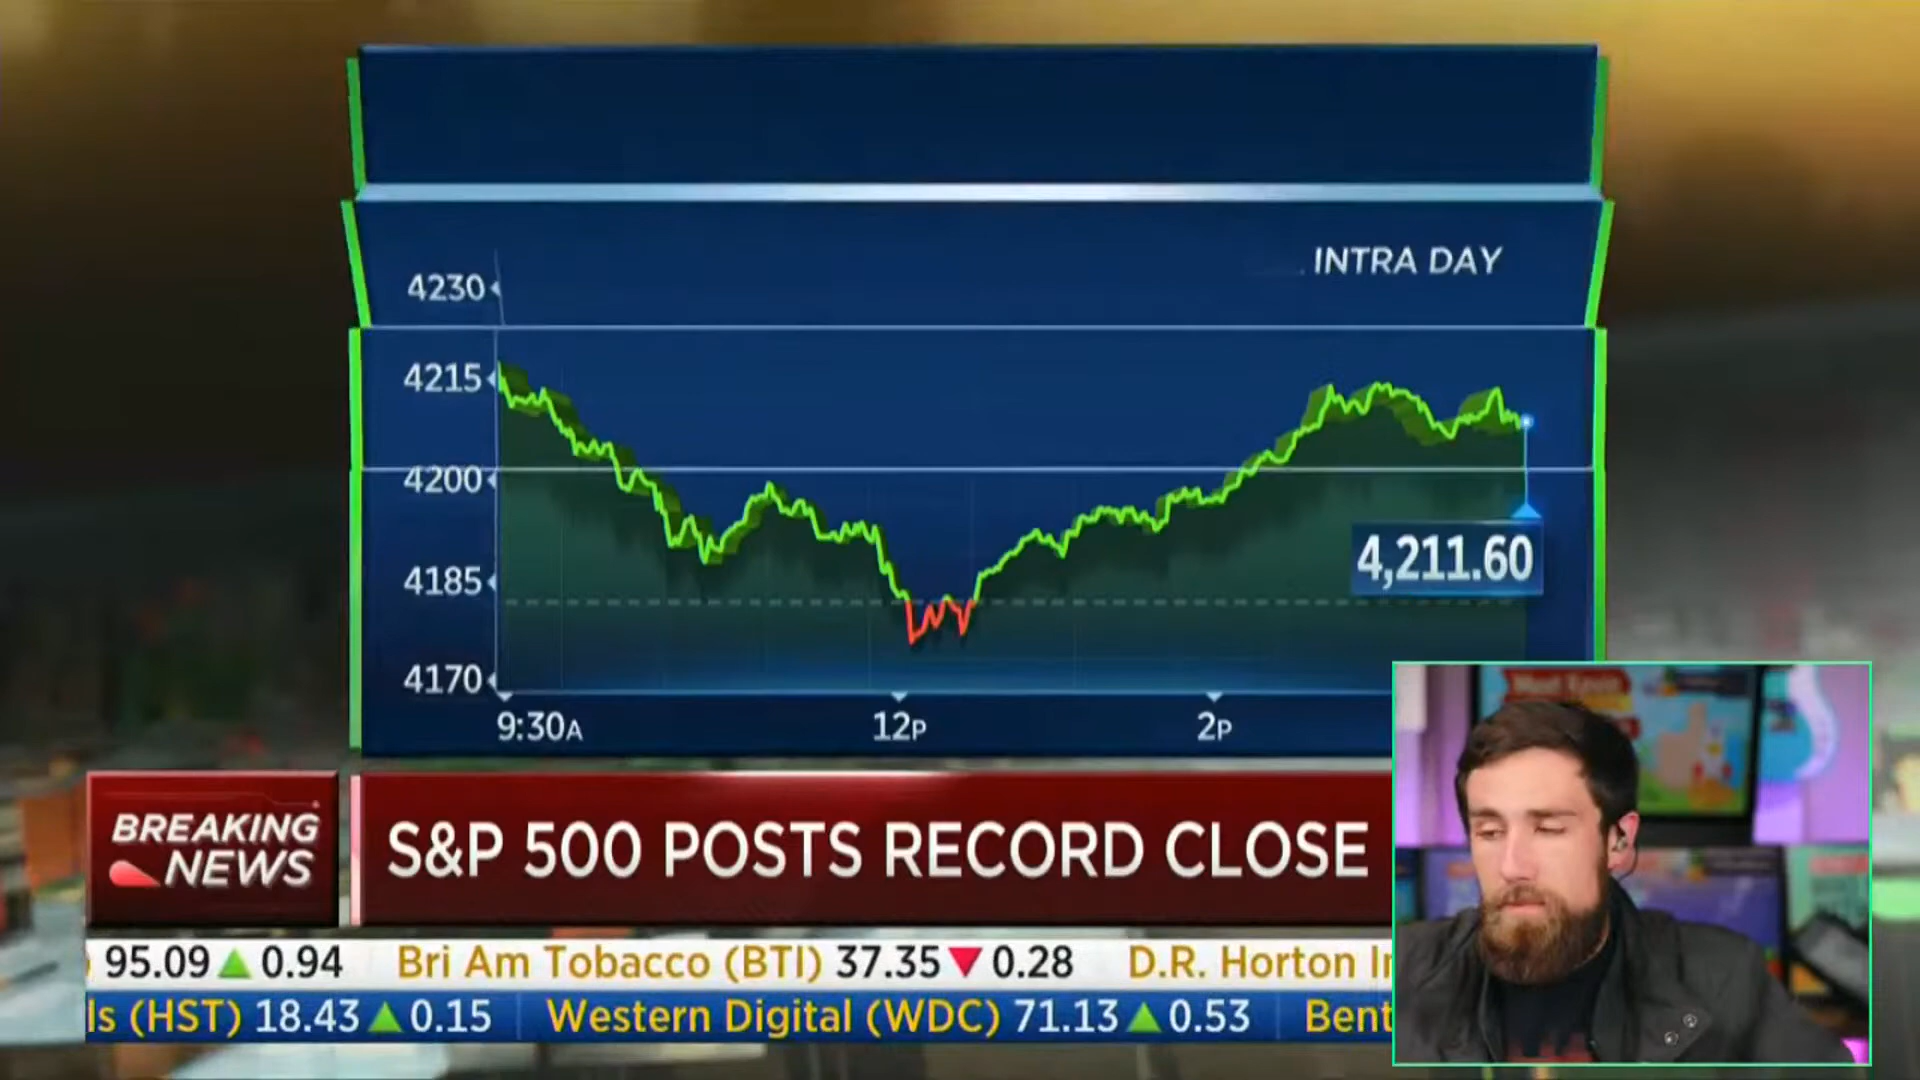 INTRA DAY
4230
4215
4200
4185
4170
4,211.60
9:30A
12P
2P
BREAKING
NEWS
S&P 500 POSTS RECORD CLOSE
95.09 ▲ 0.94 Bri Am Tobacco (BTI) 37.35 ▼ 0.28 D.R. Horton I
ls (HST) 18.43 ▲ 0.15 Western Digital (WDC) 71.13 ▲ 0.53 Bent